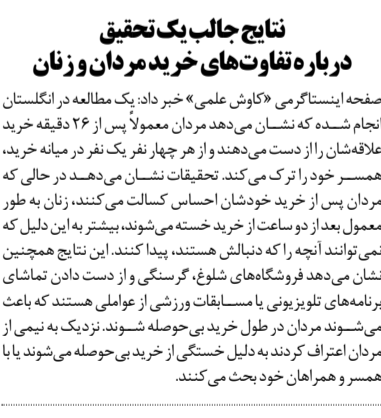 نتایج جالب یک تحقیق
درباره تفاوت‌های خرید مردان و زنان
صفحه اینستاگرمی «کاوش علمی» خبر داد: یک مطالعه در انگلستان
انجام شده که نشان می‌دهد مردان معمولاً پس از ۲۶ دقیقه خرید
علاقه‌شان را از دست می‌دهند و از هر چهار نفر یک نفر در میانه خرید،
همسر خود را ترک می‌کند. تحقیقات نشان می‌دهد در حالی که
مردان پس از خرید خودشان احساس کسالت می‌کنند، زنان به طور
معمول بعد از دو ساعت از خرید خسته می‌شوند، بیشتر به این دلیل که
نمی‌توانند آنچه را که دنبالش هستند، پیدا کنند. این نتایج همچنین
نشان می‌دهد فروشگاه‌های شلوغ، گرسنگی و از دست دادن تماشای
برنامه‌های تلویزیونی یا مسابقات ورزشی از عواملی هستند که باعث
می‌شوند مردان در طول خرید بی‌حوصله شوند. نزدیک به نیمی از
مردان اعتراف کردند به دلیل خستگی از خرید بی‌حوصله می‌شوند یا با
همسر و همراهان خود بحث می‌کنند.